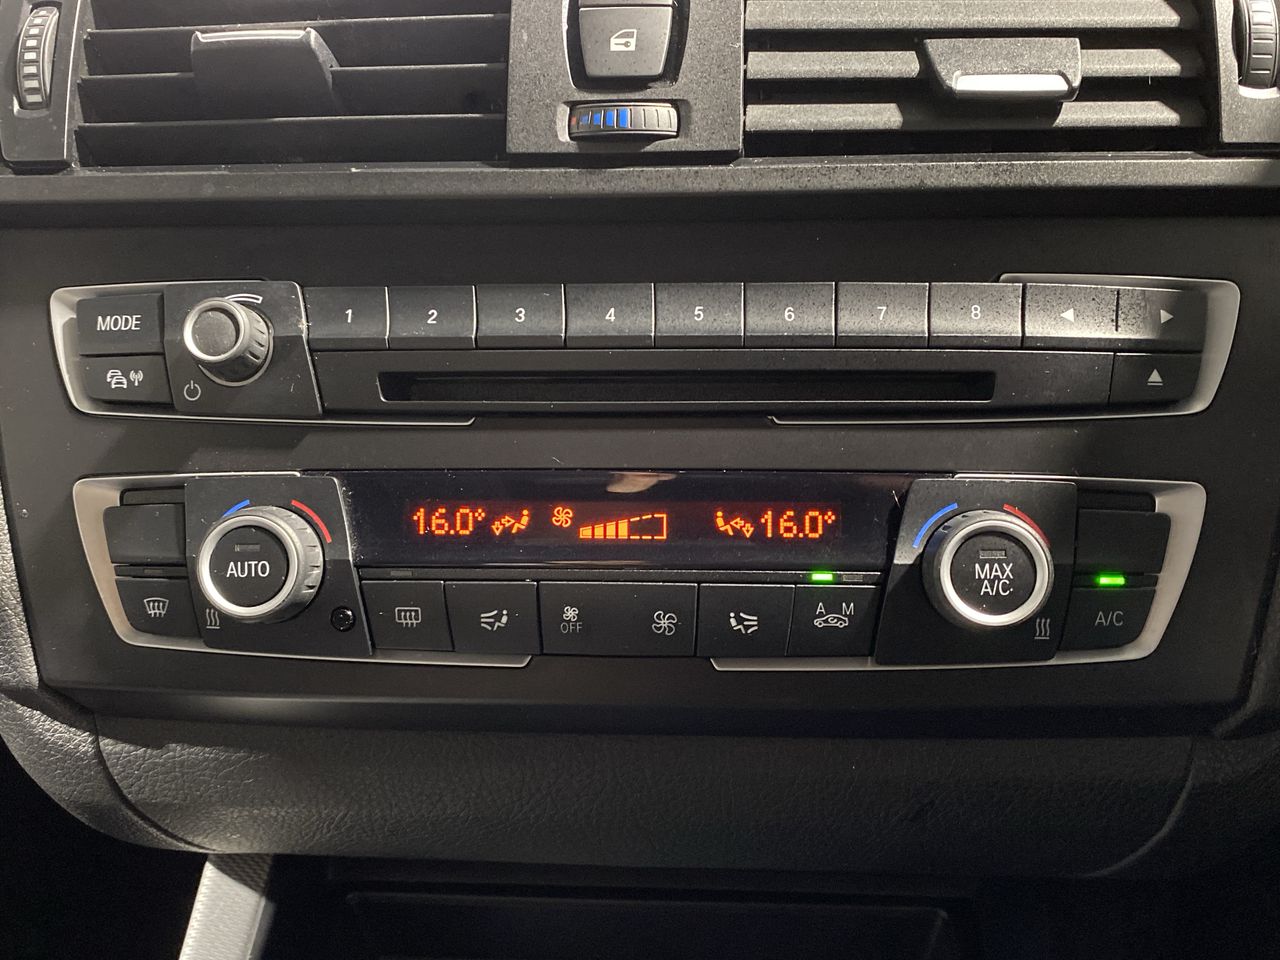 MODE
1 2 3 4 5 6 7 8
16.0° 16.0°
AUTO
MAX
A/C
OFF
A M
A/C